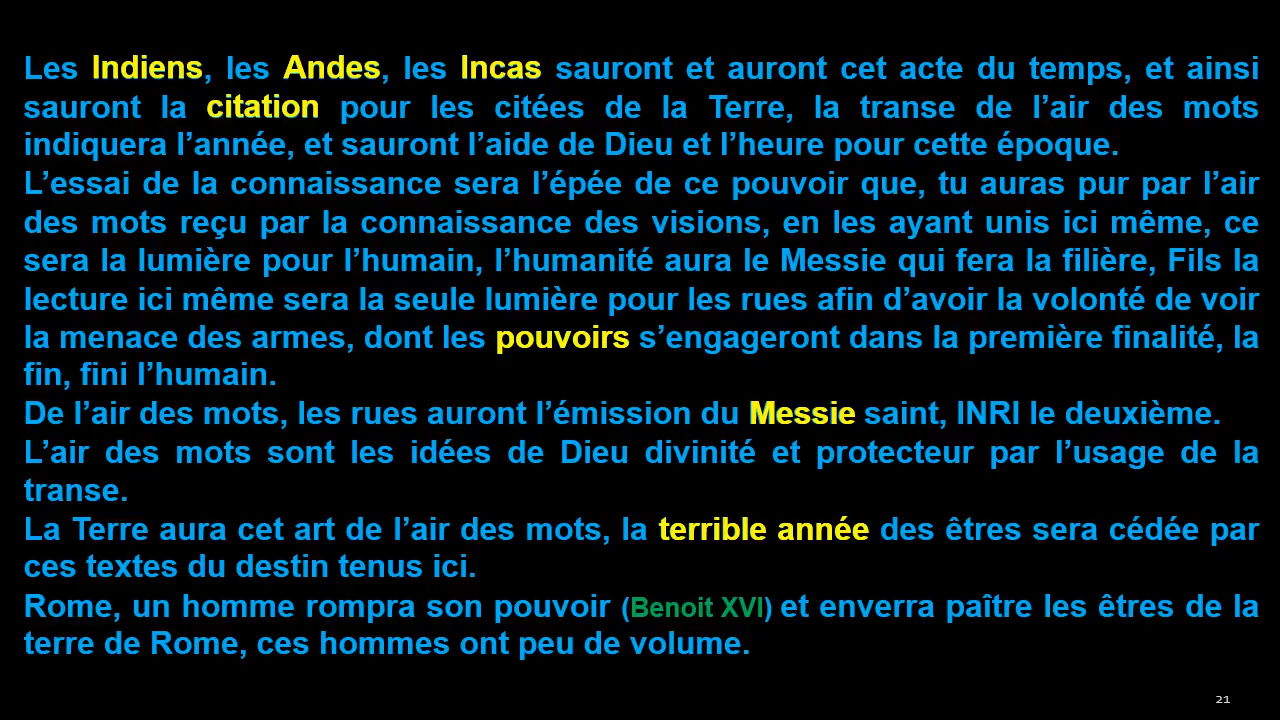 Les Indiens, les Andes, les Incas sauront et auront cet acte du temps, et ainsi
sauront la citation pour les citées de la Terre, la transe de l’air des mots
indiquera l’année, et sauront l’aide de Dieu et l’heure pour cette époque.
L’essai de la connaissance sera l’épée de ce pouvoir que, tu auras pur par l’air
des mots reçu par la connaissance des visions, en les ayant unis ici même, ce
sera la lumière pour l’humain, l’humanité aura le Messie qui fera la filière, Fils la
lecture ici même sera la seule lumière pour les rues afin d’avoir la volonté de voir
la menace des armes, dont les pouvoirs s’engageront dans la première finalité, la
fin, fini l’humain.
De l’air des mots, les rues auront l’émission du Messie saint, INRI le deuxième.
L’air des mots sont les idées de Dieu divinité et protecteur par l’usage de la
transe.
La Terre aura cet art de l’air des mots, la terrible année des êtres sera cédée par
ces textes du destin tenus ici.
Rome, un homme rompra son pouvoir (Benoit XVI) et enverra paître les êtres de la
terre de Rome, ces hommes ont peu de volume.
21